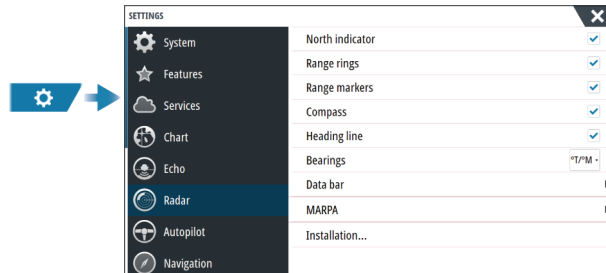 SETTINGS
System
Features
Services
Chart
Echo
Radar
Autopilot
Navigation
North indicator
Range rings
Range markers
Compass
Heading line
Bearings °T/°M
Data bar
MARPA
Installation...